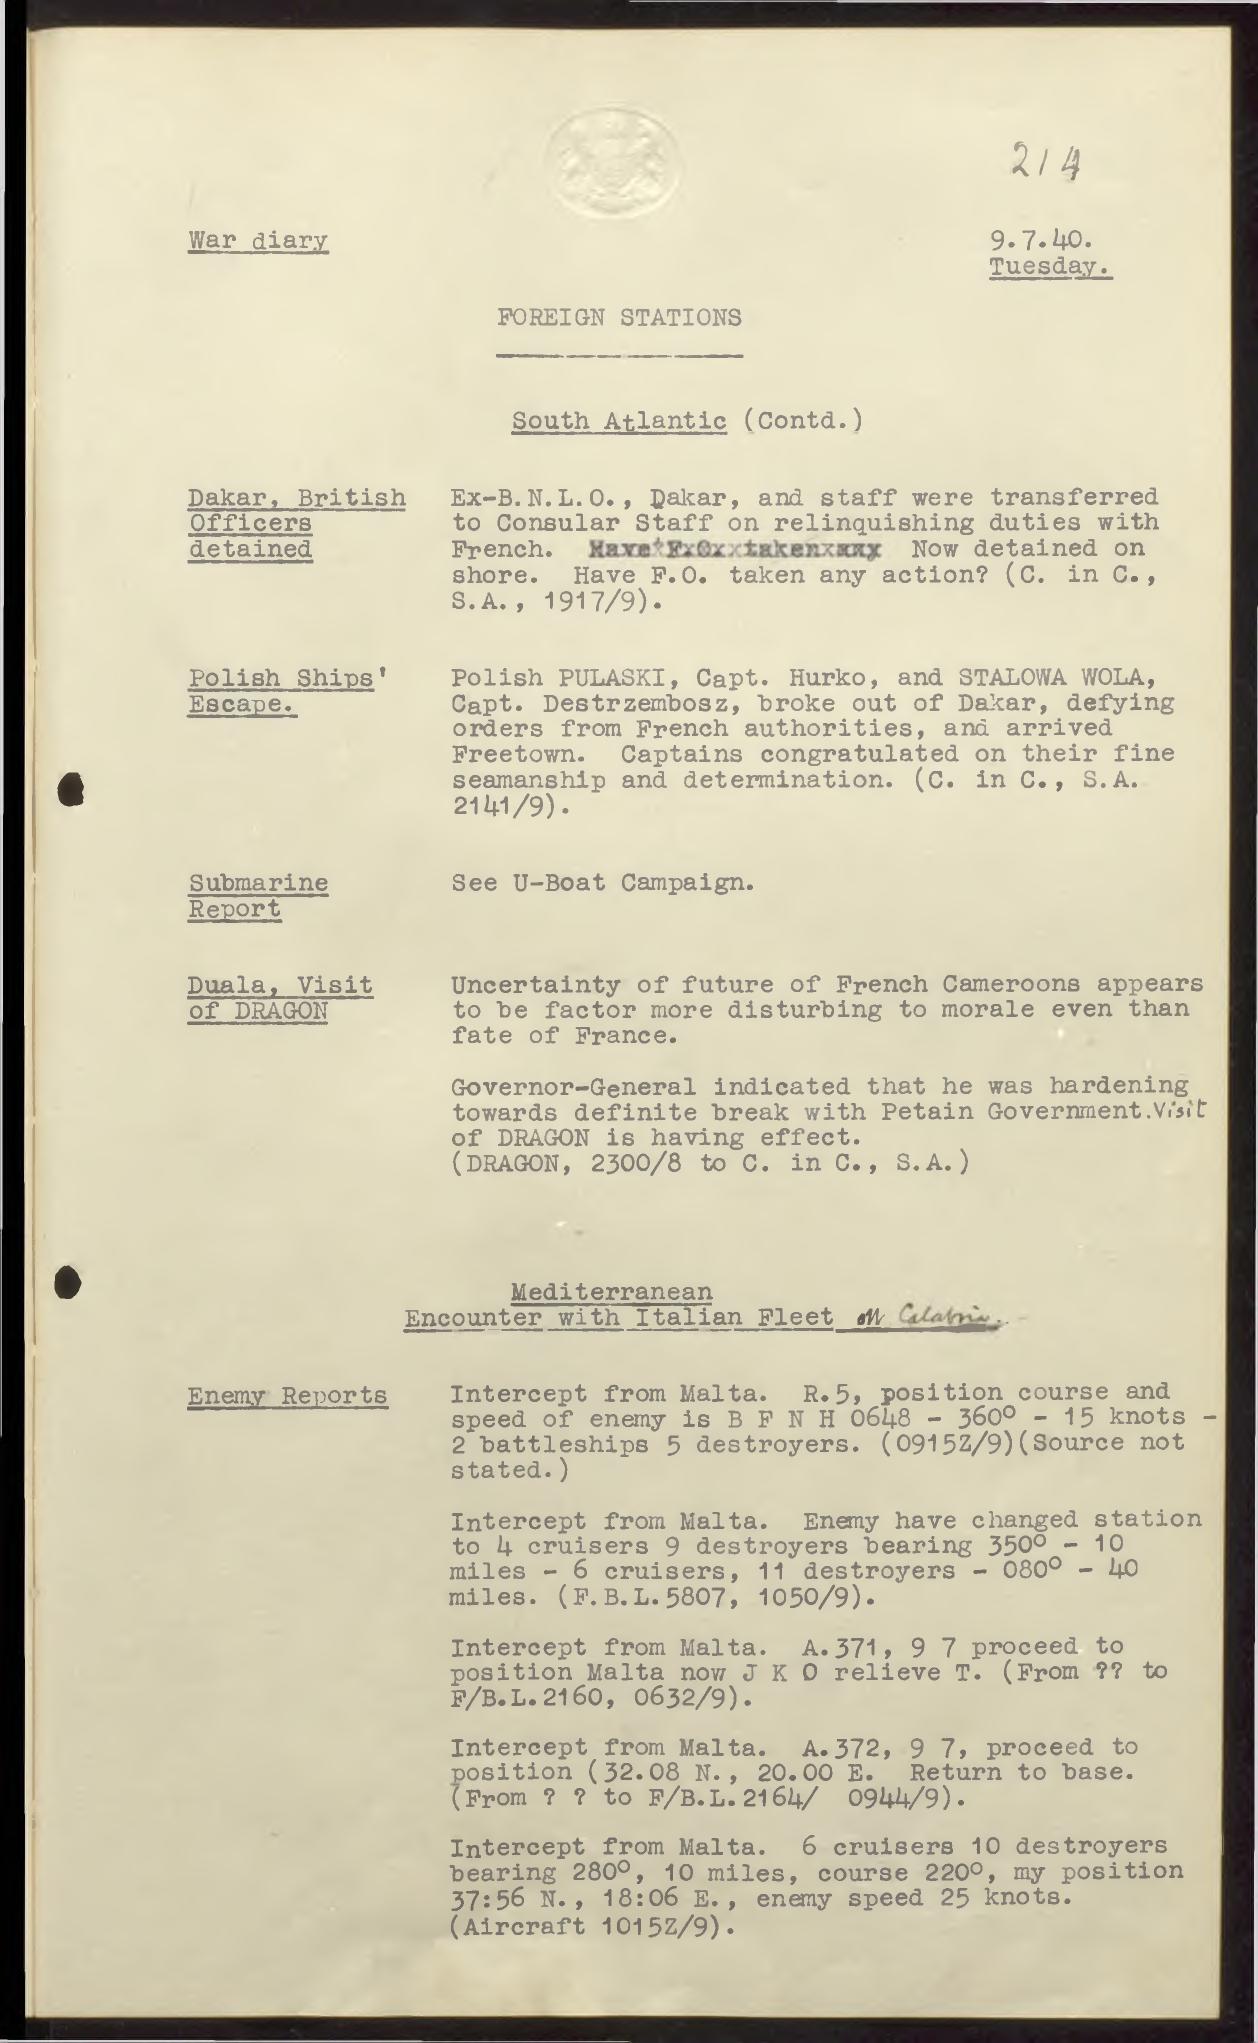 214
War diary
9.7.40.
Tuesday.
FOREIGN STATIONS
South Atlantic (Contd.)
Dakar, British
Officers
detained
Ex-B.N.L.O., Dakar, and staff were transferred
to Consular Staff on relinquishing duties with
French. Now detained on
shore. Have F.O. taken any action? (C. in C.,
S.A., 1917/9).
Polish Ships'
Escape.
Polish PULASKI, Capt. Hurko, and STALOWA WOLA,
Capt. Destrzembosz, broke out of Dakar, defying
orders from French authorities, and arrived
Freetown. Captains congratulated on their fine
seamanship and determination. (C. in C., S.A.
2141/9).
Submarine
Report
See U-Boat Campaign.
Duala, Visit
of DRAGON
Uncertainty of future of French Cameroons appears
to be factor more disturbing to morale even than
fate of France.
Governor-General indicated that he was hardening
towards definite break with Petain Government. Visit
of DRAGON is having effect.
(DRAGON, 2300/8 to C. in C., S.A.)
Mediterranean
Encounter with Italian Fleet off Calabria.
Enemy Reports
Intercept from Malta. R.5, position course and
speed of enemy is B F N H 0648 - 360° - 15 knots -
2 battleships 5 destroyers. (0915Z/9)(Source not
stated.)
Intercept from Malta. Enemy have changed station
to 4 cruisers 9 destroyers bearing 350° - 10
miles - 6 cruisers, 11 destroyers - 080° - 40
miles. (F.B.L.5807, 1050/9).
Intercept from Malta. A.371, 9 7 proceed to
position Malta now J K O relieve T. (From ?? to
F/B.L.2160, 0632/9).
Intercept from Malta. A.372, 9 7, proceed to
position (32.08 N., 20.00 E. Return to base.
(From ? ? to F/B.L.2164/ 0944/9).
Intercept from Malta. 6 cruisers 10 destroyers
bearing 280°, 10 miles, course 220°, my position
37:56 N., 18:06 E., enemy speed 25 knots.
(Aircraft 1015Z/9).